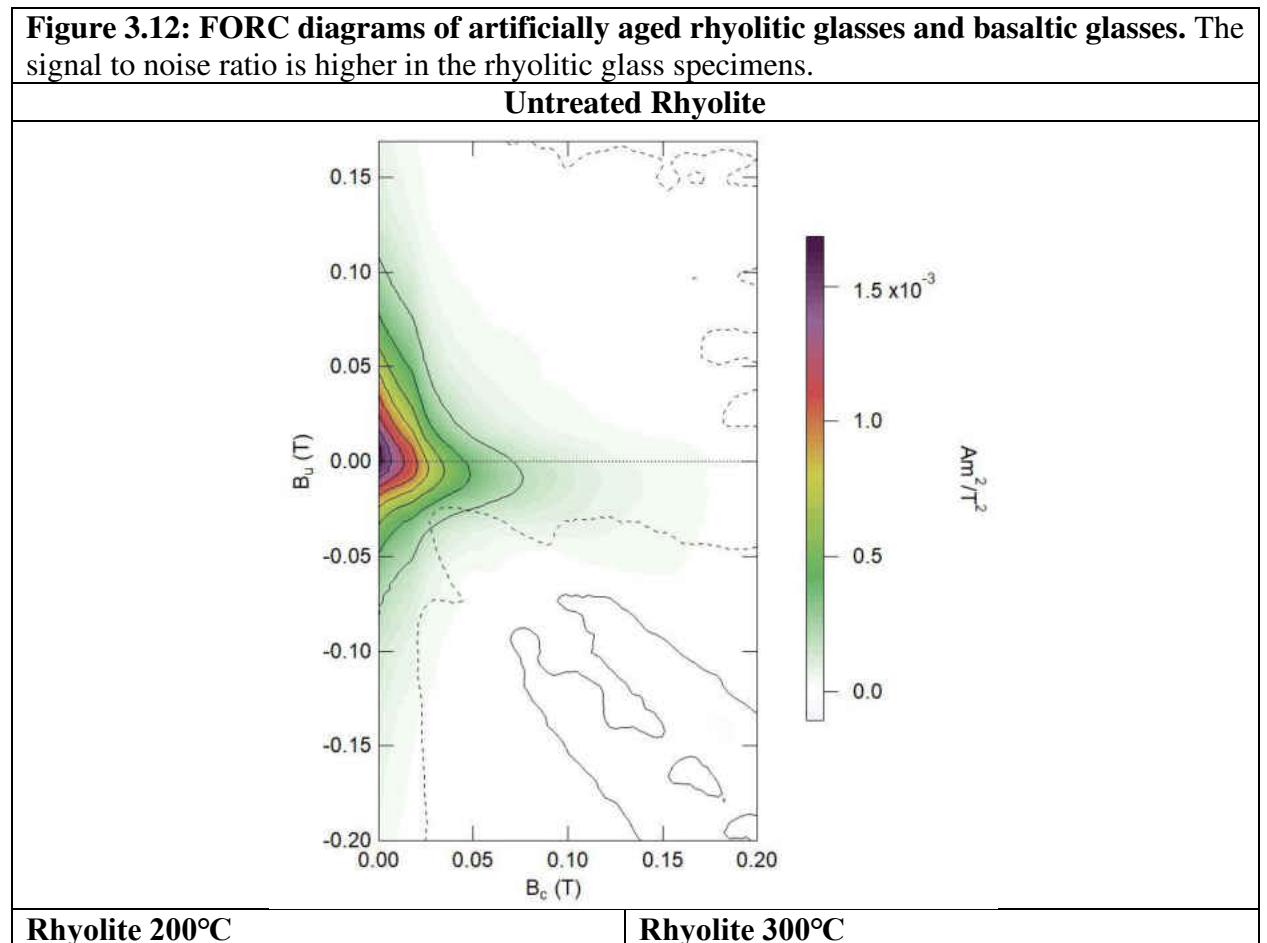 Figure 3.12: FORC diagrams of artificially aged rhyolitic glasses and basaltic glasses. The
signal to noise ratio is higher in the rhyolitic glass specimens.
Untreated Rhyolite
0.15
0.10
0.05
0.00
-0.05
-0.10
-0.15
-0.20
Bᵤ (T)
0.00 0.05 0.10 0.15 0.20
B꜀ (T)
1.5 x10⁻³
1.0
0.5
0.0
Am²/T²
Rhyolite 200°C
Rhyolite 300°C